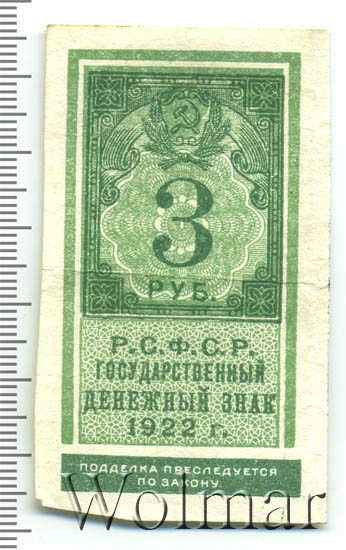 3
РУБ.
Р.С.Ф.С.Р.
ГОСУДАРСТВЕННЫЙ
ДЕНЕЖНЫЙ ЗНАК
1922 г.
ПОДДЕЛКА ПРЕСЛЕДУЕТСЯ
ПО ЗАКОНУ.
Wolmar